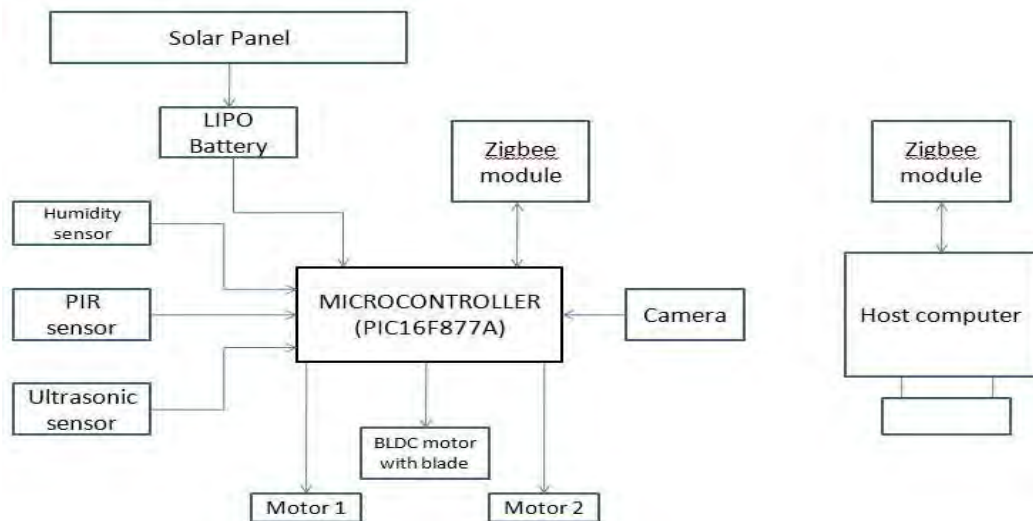 Solar Panel
LIPO
Battery
Zigbee
module
Zigbee
module
Humidity
sensor
PIR
sensor
Ultrasonic
sensor
MICROCONTROLLER
(PIC16F877A)
Camera
Host computer
BLDC motor
with blade
Motor 1
Motor 2